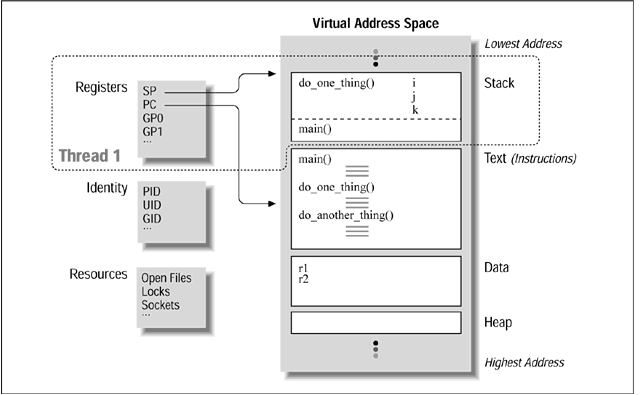 Virtual Address Space
Lowest Address
Registers
SP
PC
GP0
GP1
...
Thread 1
do_one_thing()
i
j
k
main()
Stack
main()
do_one_thing()
do_another_thing()
Text (Instructions)
Identity
PID
UID
GID
...
Resources
Open Files
Locks
Sockets
...
r1
r2
Data
Heap
Highest Address